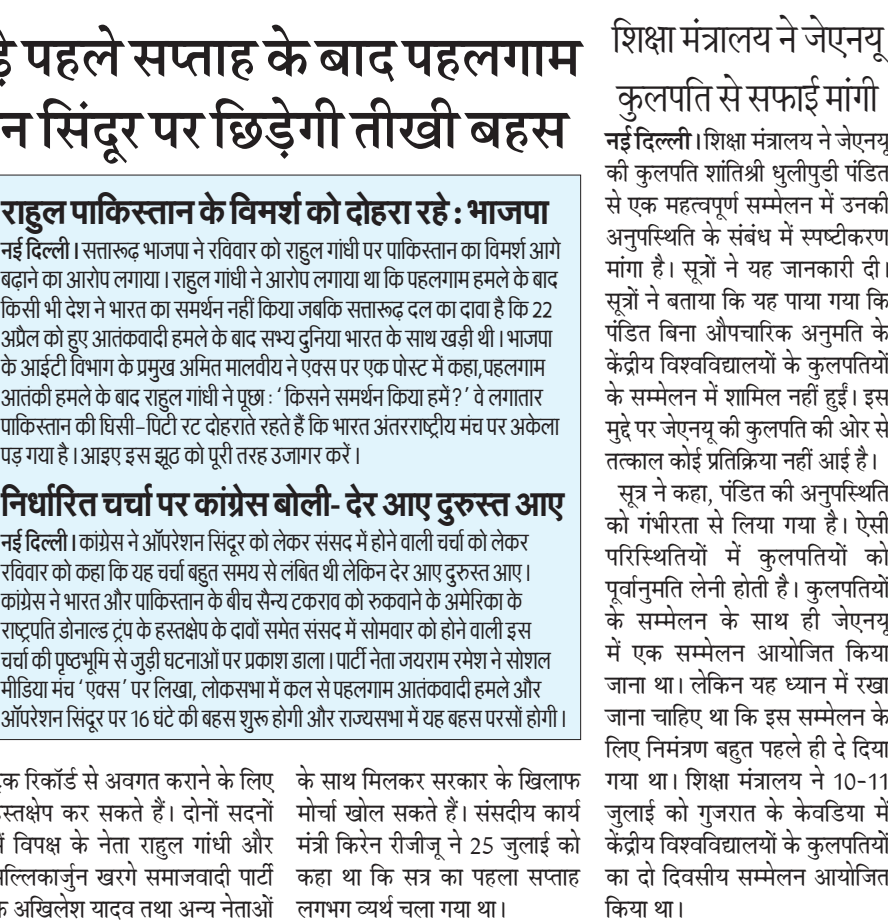 पहले सप्ताह के बाद पहलगाम
सिंदूर पर छिड़ेगी तीखी बहस
राहुल पाकिस्तान के विमर्श को दोहरा रहे : भाजपा
नई दिल्ली। सत्तारूढ़ भाजपा ने रविवार को राहुल गांधी पर पाकिस्तान का विमर्श आगे
बढ़ाने का आरोप लगाया। राहुल गांधी ने आरोप लगाया था कि पहलगाम हमले के बाद
किसी भी देश ने भारत का समर्थन नहीं किया जबकि सत्तारूढ़ दल का दावा है कि 22
अप्रैल को हुए आतंकवादी हमले के बाद सभ्य दुनिया भारत के साथ खड़ी थी। भाजपा
के आईटी विभाग के प्रमुख अमित मालवीय ने एक्स पर एक पोस्ट में कहा,पहलगाम
आतंकी हमले के बाद राहुल गांधी ने पूछा : ‘किसने समर्थन किया हमें?’ वे लगातार
पाकिस्तान की घिसी-पिटी रट दोहराते रहते हैं कि भारत अंतरराष्ट्रीय मंच पर अकेला
पड़ गया है। आइए इस झूठ को पूरी तरह उजागर करें।
निर्धारित चर्चा पर कांग्रेस बोली- देर आए दुरुस्त आए
नई दिल्ली। कांग्रेस ने ऑपरेशन सिंदूर को लेकर संसद में होने वाली चर्चा को लेकर
रविवार को कहा कि यह चर्चा बहुत समय से लंबित थी लेकिन देर आए दुरुस्त आए।
कांग्रेस ने भारत और पाकिस्तान के बीच सैन्य टकराव को रुकवाने के अमेरिका के
राष्ट्रपति डोनाल्ड ट्रंप के हस्तक्षेप के दावों समेत संसद में सोमवार को होने वाली इस
चर्चा की पृष्ठभूमि से जुड़ी घटनाओं पर प्रकाश डाला। पार्टी नेता जयराम रमेश ने सोशल
मीडिया मंच ‘एक्स’ पर लिखा, लोकसभा में कल से पहलगाम आतंकवादी हमले और
ऑपरेशन सिंदूर पर 16 घंटे की बहस शुरू होगी और राज्यसभा में यह बहस परसों होगी।
रिकॉर्ड से अवगत कराने के लिए
कर सकते हैं। दोनों सदनों
विपक्ष के नेता राहुल गांधी और
मल्लिकार्जुन खरगे समाजवादी पार्टी
अखिलेश यादव तथा अन्य नेताओं
के साथ मिलकर सरकार के खिलाफ
मोर्चा खोल सकते हैं। संसदीय कार्य
मंत्री किरेन रीजीजू ने 25 जुलाई को
कहा था कि सत्र का पहला सप्ताह
लगभग व्यर्थ चला गया था।
शिक्षा मंत्रालय ने जेएनयू
कुलपति से सफाई मांगी
नई दिल्ली।शिक्षा मंत्रालय ने जेएनयू
की कुलपति शांतिश्री धुलीपुडी पंडित
से एक महत्वपूर्ण सम्मेलन में उनकी
अनुपस्थिति के संबंध में स्पष्टीकरण
मांगा है। सूत्रों ने यह जानकारी दी।
सूत्रों ने बताया कि यह पाया गया कि
पंडित बिना औपचारिक अनुमति के
केंद्रीय विश्वविद्यालयों के कुलपतियों
के सम्मेलन में शामिल नहीं हुईं। इस
मुद्दे पर जेएनयू की कुलपति की ओर से
तत्काल कोई प्रतिक्रिया नहीं आई है।
सूत्र ने कहा, पंडित की अनुपस्थिति
को गंभीरता से लिया गया है। ऐसी
परिस्थितियों में कुलपतियों को
पूर्वानुमति लेनी होती है। कुलपतियों
के सम्मेलन के साथ ही जेएनयू
में एक सम्मेलन आयोजित किया
जाना था। लेकिन यह ध्यान में रखा
जाना चाहिए था कि इस सम्मेलन के
लिए निमंत्रण बहुत पहले ही दे दिया
गया था। शिक्षा मंत्रालय ने 10-11
जुलाई को गुजरात के केवडिया में
केंद्रीय विश्वविद्यालयों के कुलपतियों
का दो दिवसीय सम्मेलन आयोजित
किया था।